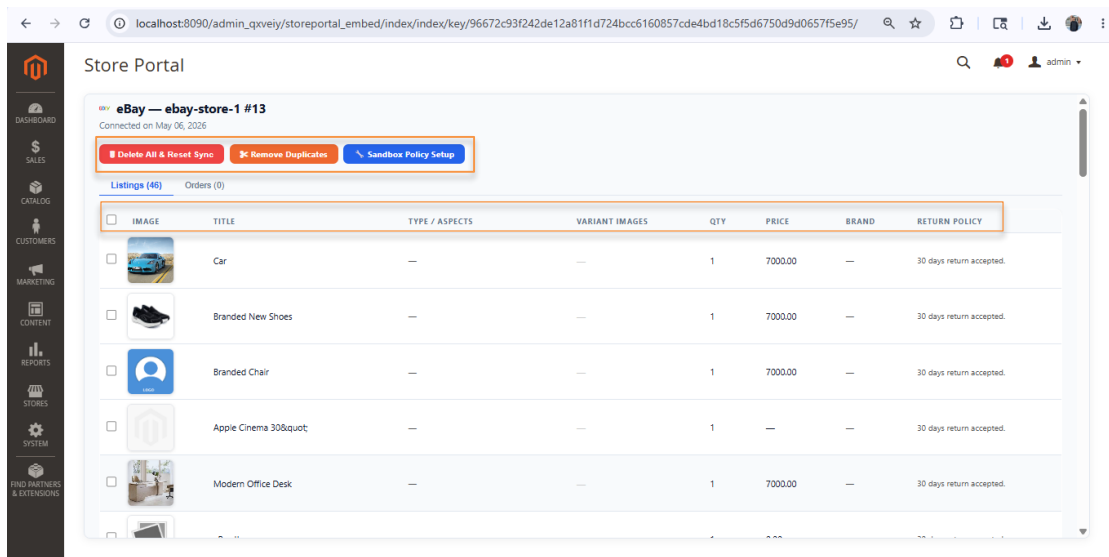 localhost:8090/admin_qxveiy/storeportal_embed/index/index/key/96672c93f242de12a81f1d724bcc6160857cde4bd18c5f5d6750d9d0657f5e95/
Store Portal
1
admin
DASHBOARD
SALES
CATALOG
CUSTOMERS
MARKETING
CONTENT
REPORTS
STORES
SYSTEM
FIND PARTNERS
& EXTENSIONS
ebay eBay — ebay-store-1 #13
Connected on May 06, 2026
Delete All & Reset Sync Remove Duplicates Sandbox Policy Setup
Listings (46) Orders (0)
IMAGE TITLE TYPE / ASPECTS VARIANT IMAGES QTY PRICE BRAND RETURN POLICY
Car — — 1 7000.00 — 30 days return accepted.
Branded New Shoes — — 1 7000.00 — 30 days return accepted.
Branded Chair — — 1 7000.00 — 30 days return accepted.
Apple Cinema 30&quot; — — 1 — — 30 days return accepted.
Modern Office Desk — — 1 7000.00 — 30 days return accepted.